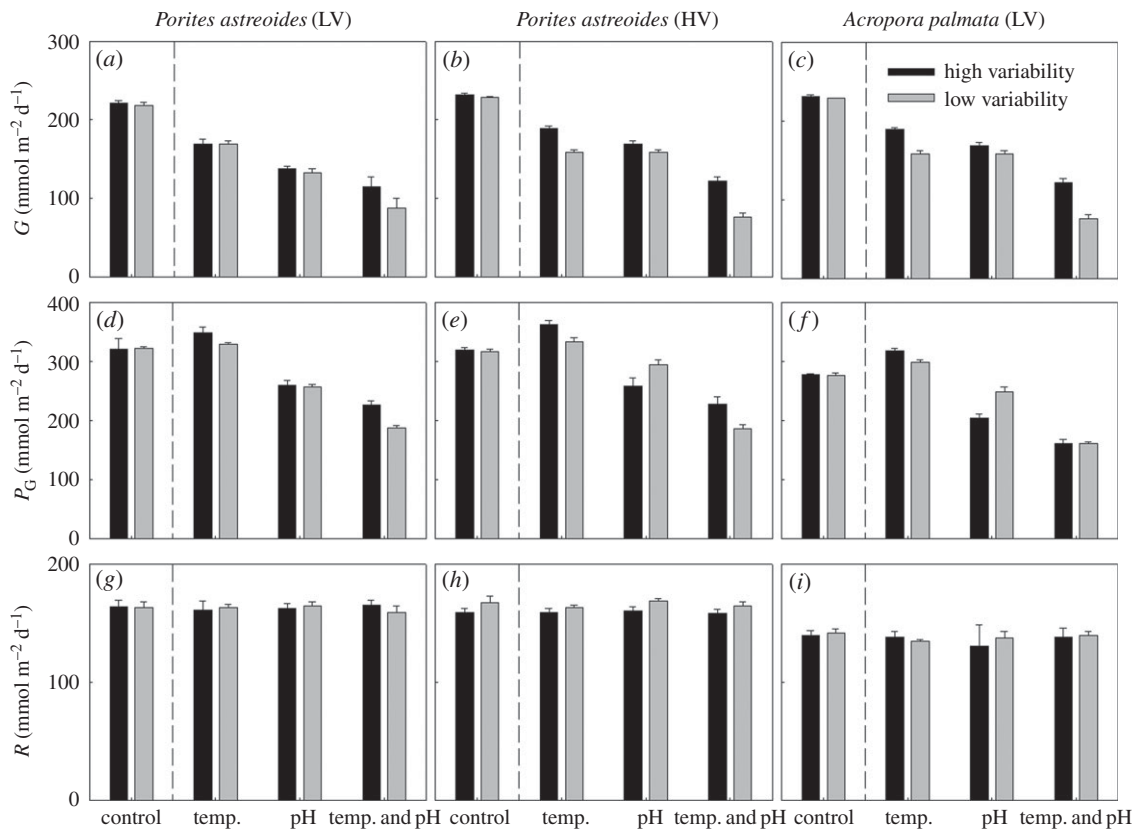 Porites astreoides (LV) Porites astreoides (HV) Acropora palmata (LV)
300
(a) (b) (c)
high variability
low variability
200
G (mmol m−2 d−1)
100
0
400
(d) (e) (f)
300
200
PG (mmol m−2 d−1)
100
0
200
(g) (h) (i)
R (mmol m−2 d−1)
100
0
control temp. pH temp. and pH control temp. pH temp. and pH control temp. pH temp. and pH